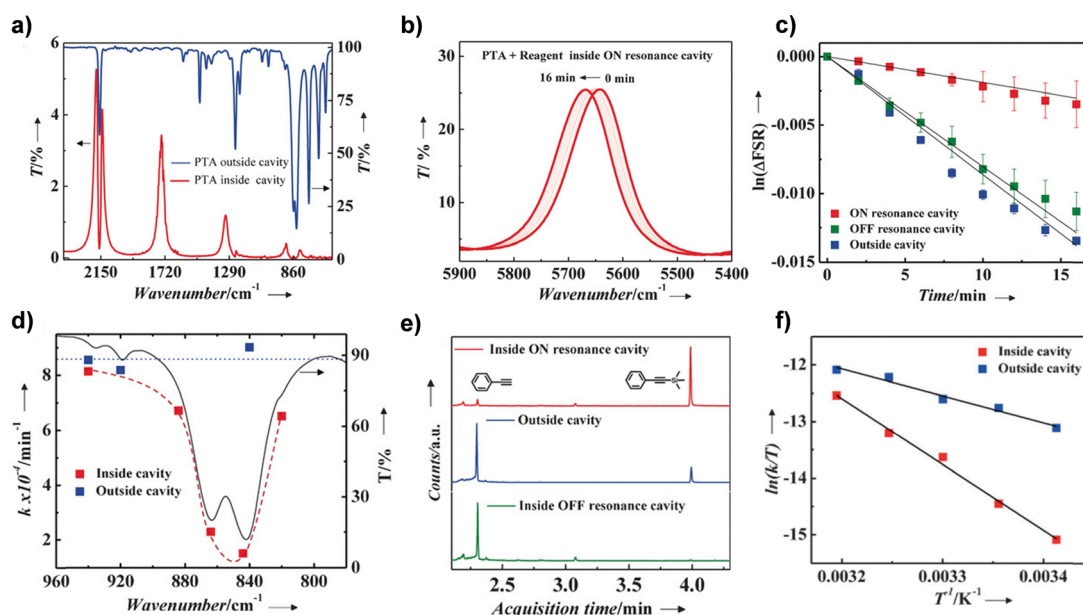 a)
6
4
2
0
T/%
100
75
50
25
0
T/%
PTA outside cavity
PTA inside cavity
2150 1720 1290 860
Wavenumber/cm-1
b)
PTA + Reagent inside ON resonance cavity
16 min 0 min
30
20
10
T/ %
5900 5800 5700 5600 5500 5400
Wavenumber/cm-1
c)
0.000
-0.005
-0.010
-0.015
ln(ΔFSR)
ON resonance cavity
OFF resonance cavity
Outside cavity
0 5 10 15
Time/min
d)
8
6
4
2
k x10-4/min-1
90
60
30
0
T/%
Inside cavity
Outside cavity
960 920 880 840 800
Wavenumber/cm-1
e)
Inside ON resonance cavity
Si
Outside cavity
Inside OFF resonance cavity
Counts/a.u.
2.5 3.0 3.5 4.0
Acquisition time/min
f)
-12
-13
-14
-15
ln(k/T)
Inside cavity
Outside cavity
0.0032 0.0033 0.0034
T-1/K-1